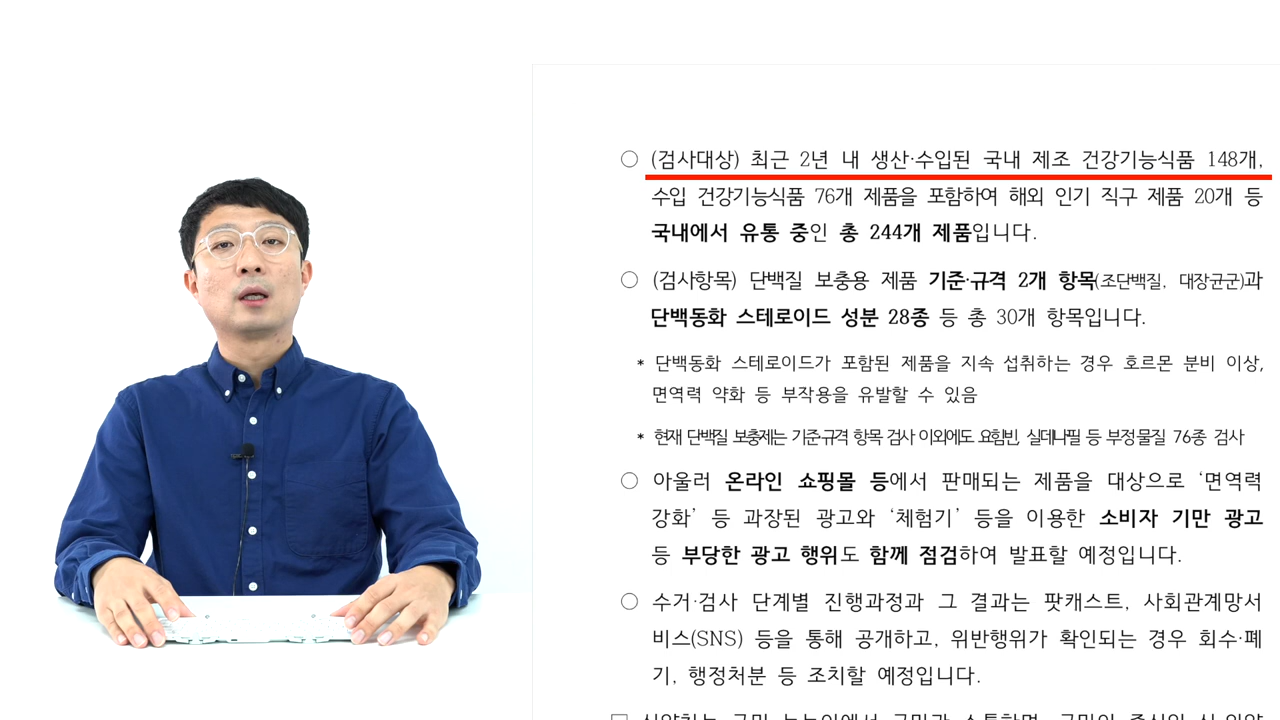 ○ (검사대상) 최근 2년 내 생산·수입된 국내 제조 건강기능식품 148개,
수입 건강기능식품 76개 제품을 포함하여 해외 인기 직구 제품 20개 등
국내에서 유통 중인 총 244개 제품입니다.
○ (검사항목) 단백질 보충용 제품 기준·규격 2개 항목(조단백질, 대장균군)과
단백동화 스테로이드 성분 28종 등 총 30개 항목입니다.
* 단백동화 스테로이드가 포함된 제품을 지속 섭취하는 경우 호르몬 분비 이상,
면역력 약화 등 부작용을 유발할 수 있음
* 현재 단백질 보충제는 기준·규격 항목 검사 이외에도 요힘빈, 실데나필 등 부정물질 76종 검사
○ 아울러 온라인 쇼핑몰 등에서 판매되는 제품을 대상으로 ‘면역력
강화’ 등 과장된 광고와 ‘체험기’ 등을 이용한 소비자 기만 광고
등 부당한 광고 행위도 함께 점검하여 발표할 예정입니다.
○ 수거·검사 단계별 진행과정과 그 결과는 팟캐스트, 사회관계망서
비스(SNS) 등을 통해 공개하고, 위반행위가 확인되는 경우 회수·폐
기, 행정처분 등 조치할 예정입니다.